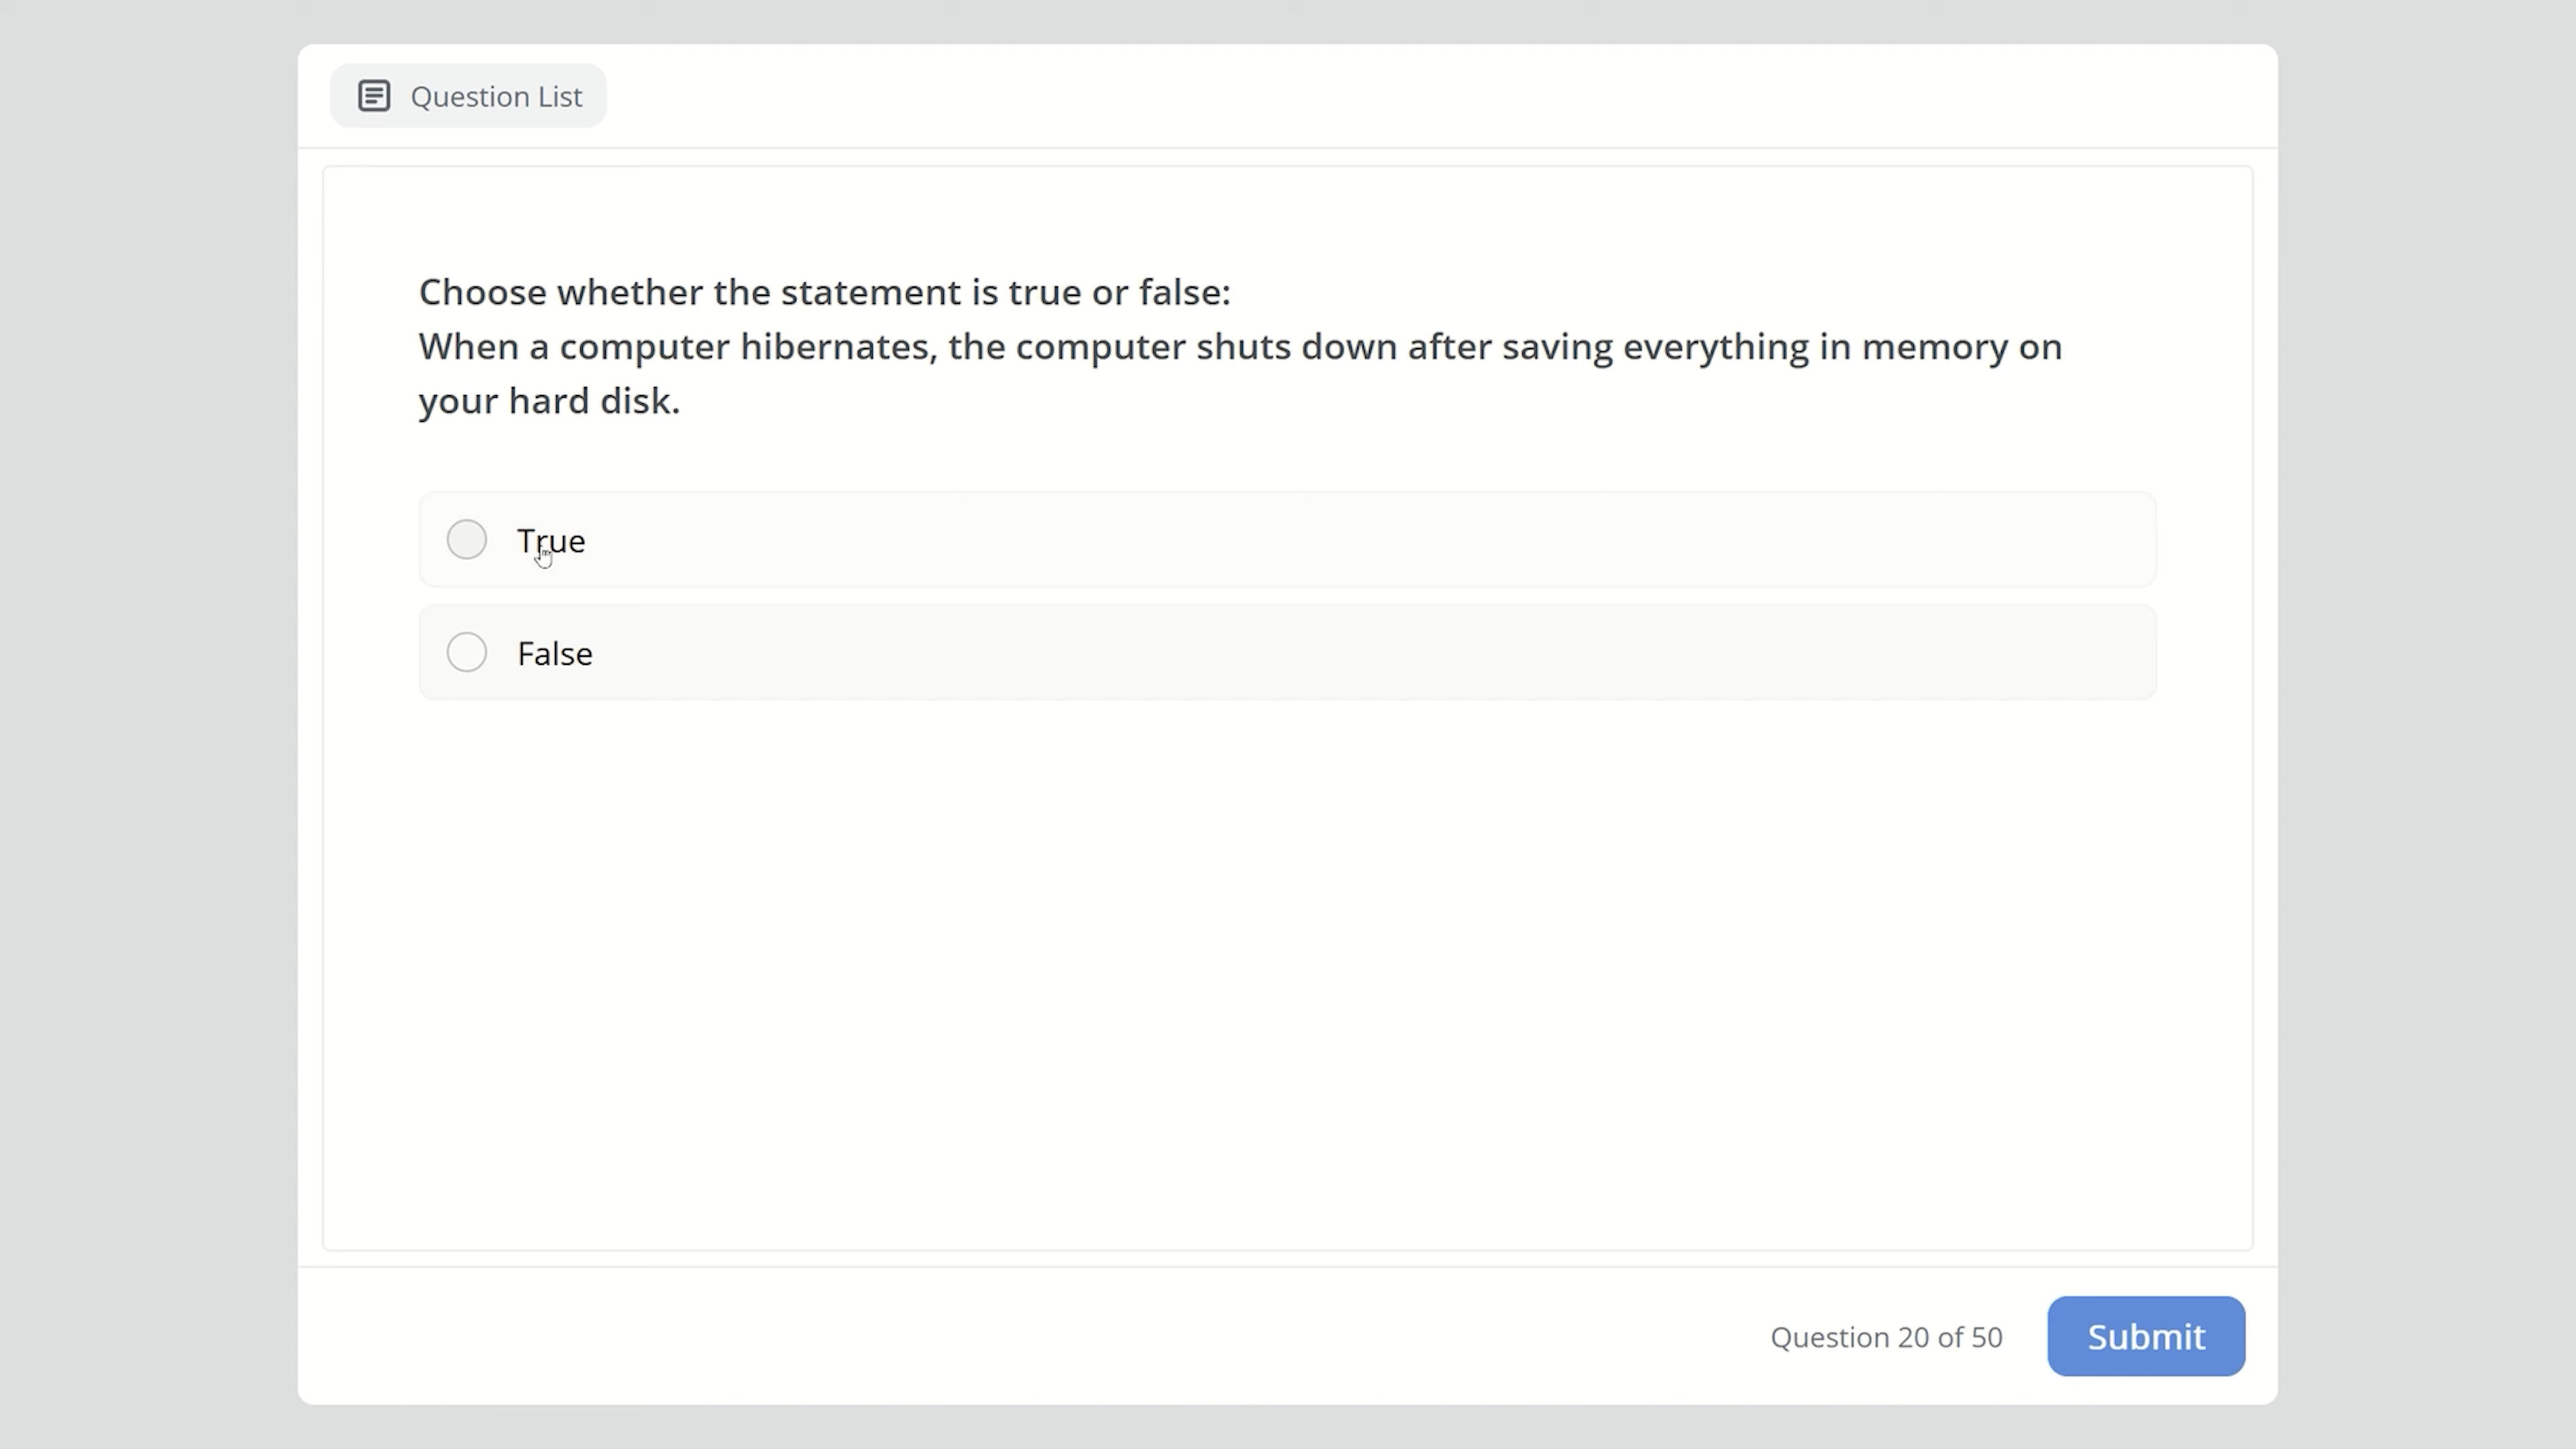 Question List
Choose whether the statement is true or false:
When a computer hibernates, the computer shuts down after saving everything in memory on
your hard disk.
True
False
Question 20 of 50
Submit